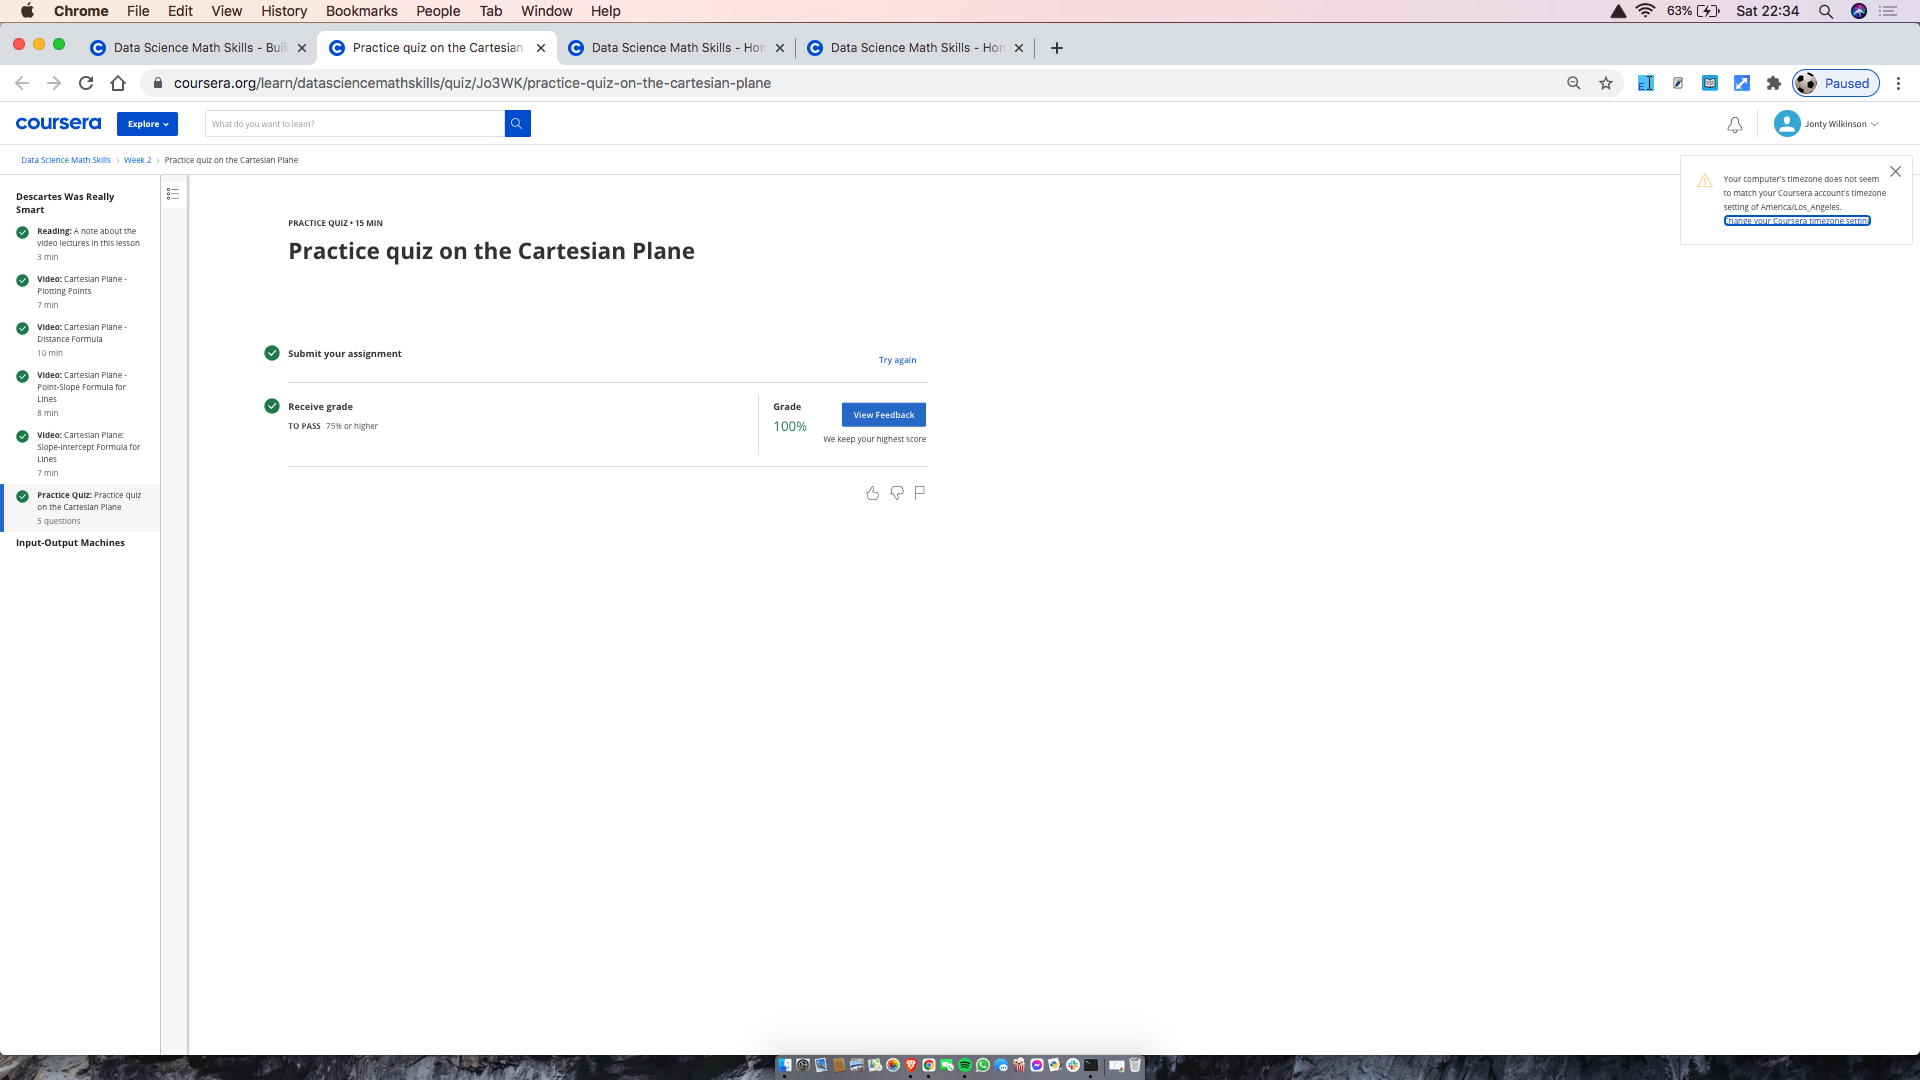 Chrome File Edit View History Bookmarks People Tab Window Help 63% Sat 22:34
Data Science Math Skills - Buil Practice quiz on the Cartesian Data Science Math Skills - Hom Data Science Math Skills - Hom
coursera.org/learn/datasciencemathskills/quiz/Jo3WK/practice-quiz-on-the-cartesian-plane Paused
coursera Explore What do you want to learn? Jonty Wilkinson
Data Science Math Skills › Week 2 › Practice quiz on the Cartesian Plane
Descartes Was Really
Smart
Reading: A note about the
video lectures in this lesson
3 min
Video: Cartesian Plane -
Plotting Points
7 min
Video: Cartesian Plane -
Distance Formula
10 min
Video: Cartesian Plane -
Point-Slope Formula for
Lines
8 min
Video: Cartesian Plane:
Slope-intercept Formula for
Lines
7 min
Practice Quiz: Practice quiz
on the Cartesian Plane
5 questions
Input-Output Machines
PRACTICE QUIZ • 15 MIN
Practice quiz on the Cartesian Plane
Submit your assignment
Try again
Receive grade
TO PASS 75% or higher
Grade
100%
View Feedback
We keep your highest score
Your computer's timezone does not seem
to match your Coursera account's timezone
setting of America/Los_Angeles.
Change your Coursera timezone setting